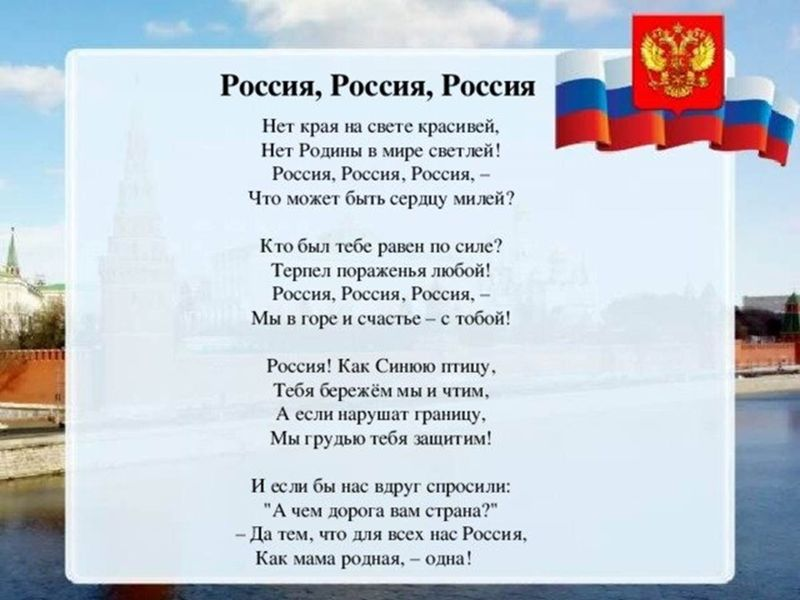 Россия, Россия, Россия
Нет края на свете красивей,
Нет Родины в мире светлей!
Россия, Россия, Россия, –
Что может быть сердцу милей?
Кто был тебе равен по силе?
Терпел пораженья любой!
Россия, Россия, Россия, –
Мы в горе и счастье – с тобой!
Россия! Как Синюю птицу,
Тебя бережём мы и чтим,
А если нарушат границу,
Мы грудью тебя защитим!
И если бы нас вдруг спросили:
"А чем дорога вам страна?"
– Да тем, что для всех нас Россия,
Как мама родная, – одна!